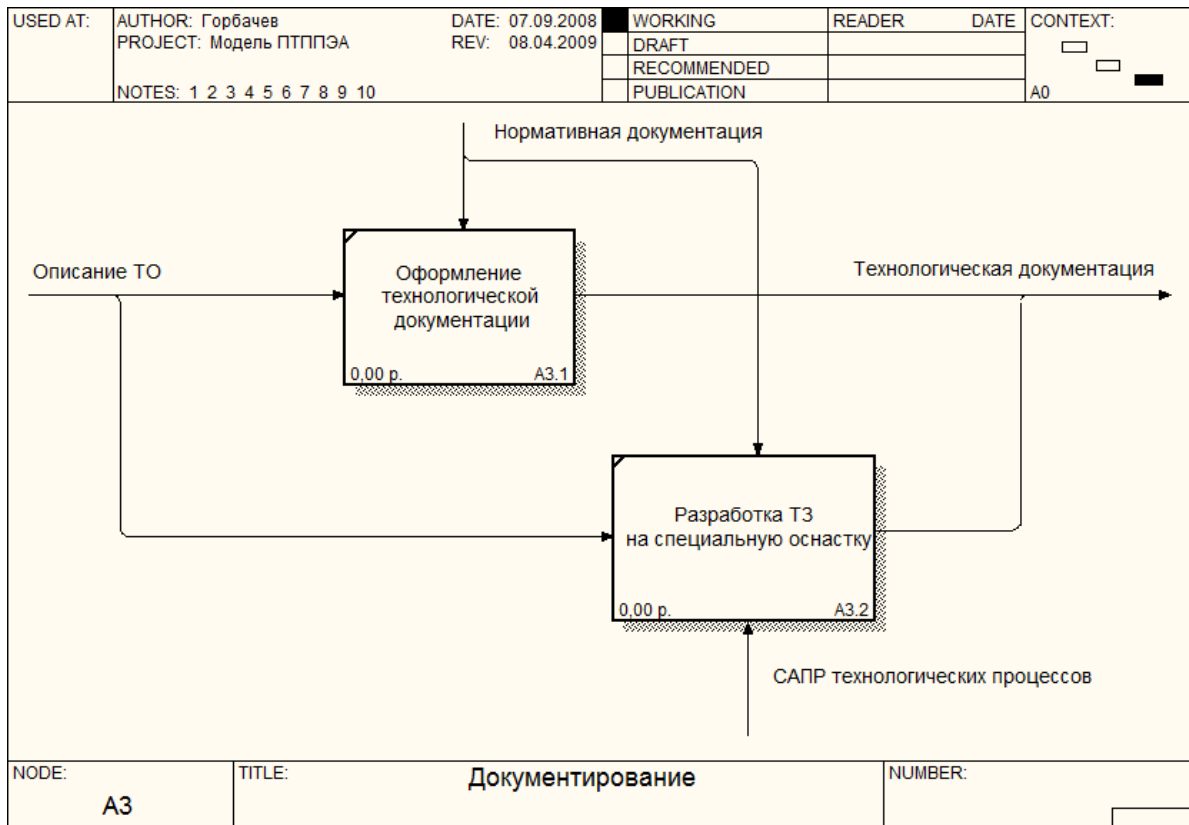 USED AT:
AUTHOR: Горбачев
DATE: 07.09.2008
PROJECT: Модель ПТППЭА
REV: 08.04.2009
NOTES: 1 2 3 4 5 6 7 8 9 10
WORKING
DRAFT
RECOMMENDED
PUBLICATION
READER DATE
CONTEXT:
A0
Нормативная документация
Описание ТО
Оформление
технологической
документации
0,00 р. A3.1
Технологическая документация
Разработка ТЗ
на специальную оснастку
0,00 р. A3.2
САПР технологических процессов
NODE:
A3
TITLE:
Документирование
NUMBER: